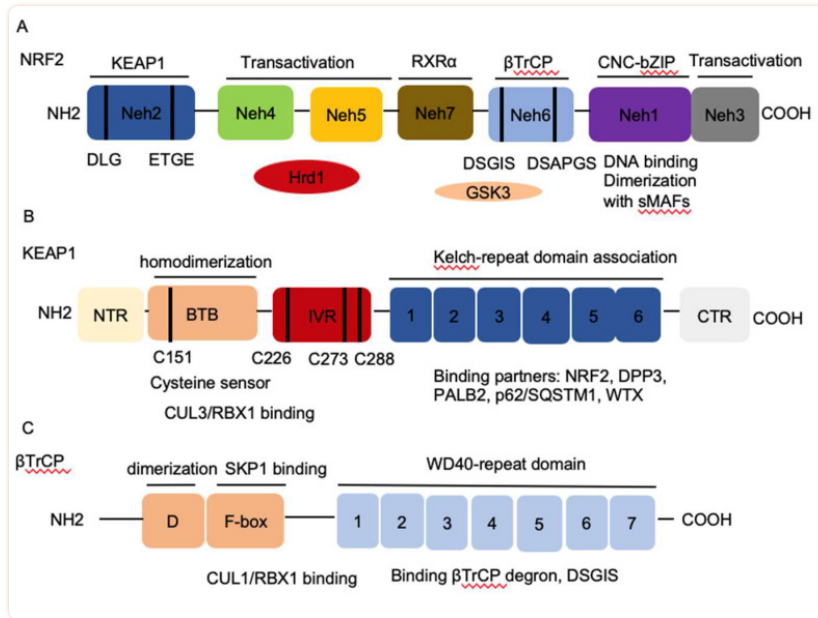 A
NRF2
KEAP1
Transactivation
RXRα
βTrCP
CNC-bZIP
Transactivation
NH2
Neh2
Neh4
Neh5
Neh7
Neh6
Neh1
Neh3
COOH
DLG
ETGE
Hrd1
DSGIS
DSAPGS
GSK3
DNA binding
Dimerization
with sMAFs
B
KEAP1
homodimerization
Kelch-repeat domain association
NH2
NTR
BTB
IVR
1
2
3
4
5
6
CTR
COOH
C151
C226
C273
C288
Cysteine sensor
CUL3/RBX1 binding
Binding partners: NRF2, DPP3,
PALB2, p62/SQSTM1, WTX
C
βTrCP
dimerization
SKP1 binding
WD40-repeat domain
NH2
D
F-box
1
2
3
4
5
6
7
COOH
CUL1/RBX1 binding
Binding βTrCP degron, DSGIS